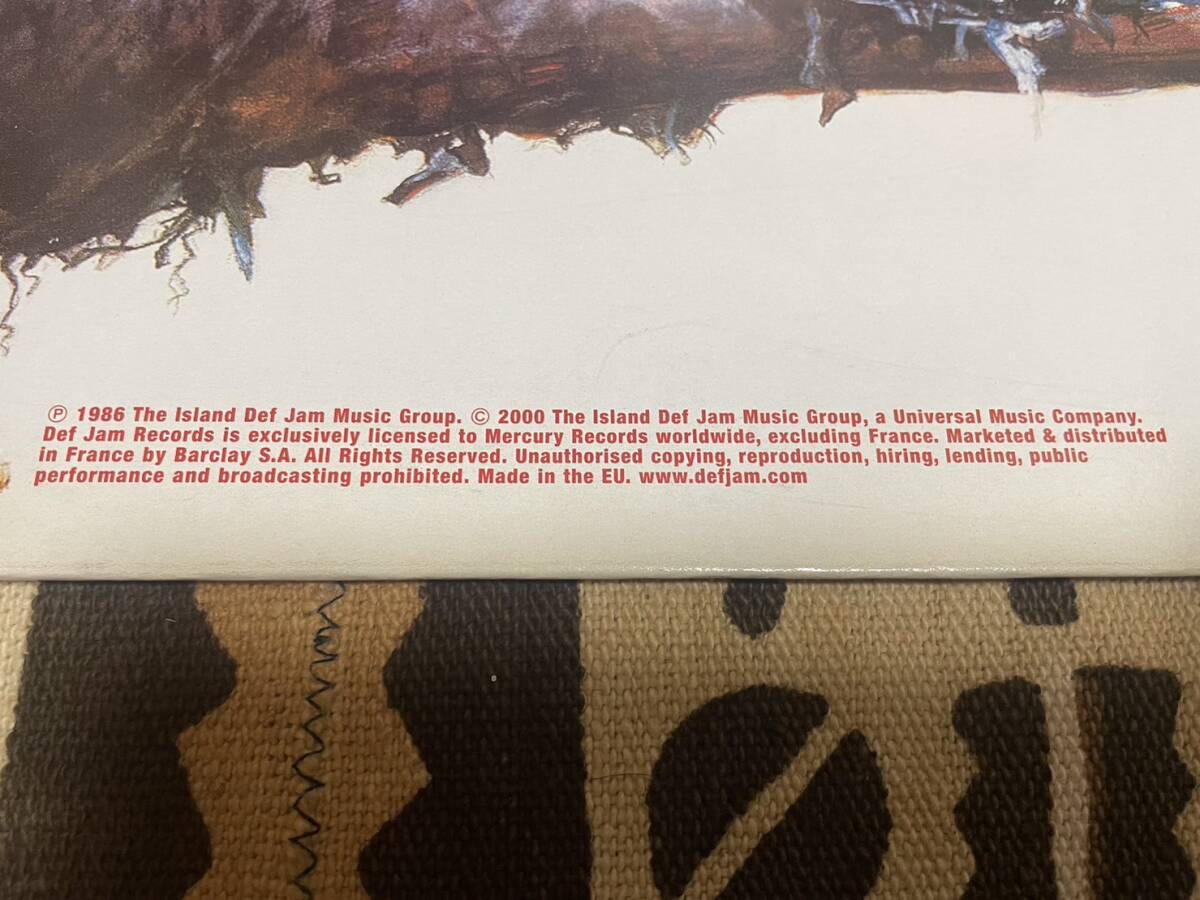 ℗ 1986 The Island Def Jam Music Group. © 2000 The Island Def Jam Music Group, a Universal Music Company.
Def Jam Records is exclusively licensed to Mercury Records worldwide, excluding France. Marketed & distributed
in France by Barclay S.A. All Rights Reserved. Unauthorised copying, reproduction, hiring, lending, public
performance and broadcasting prohibited. Made in the EU. www.defjam.com